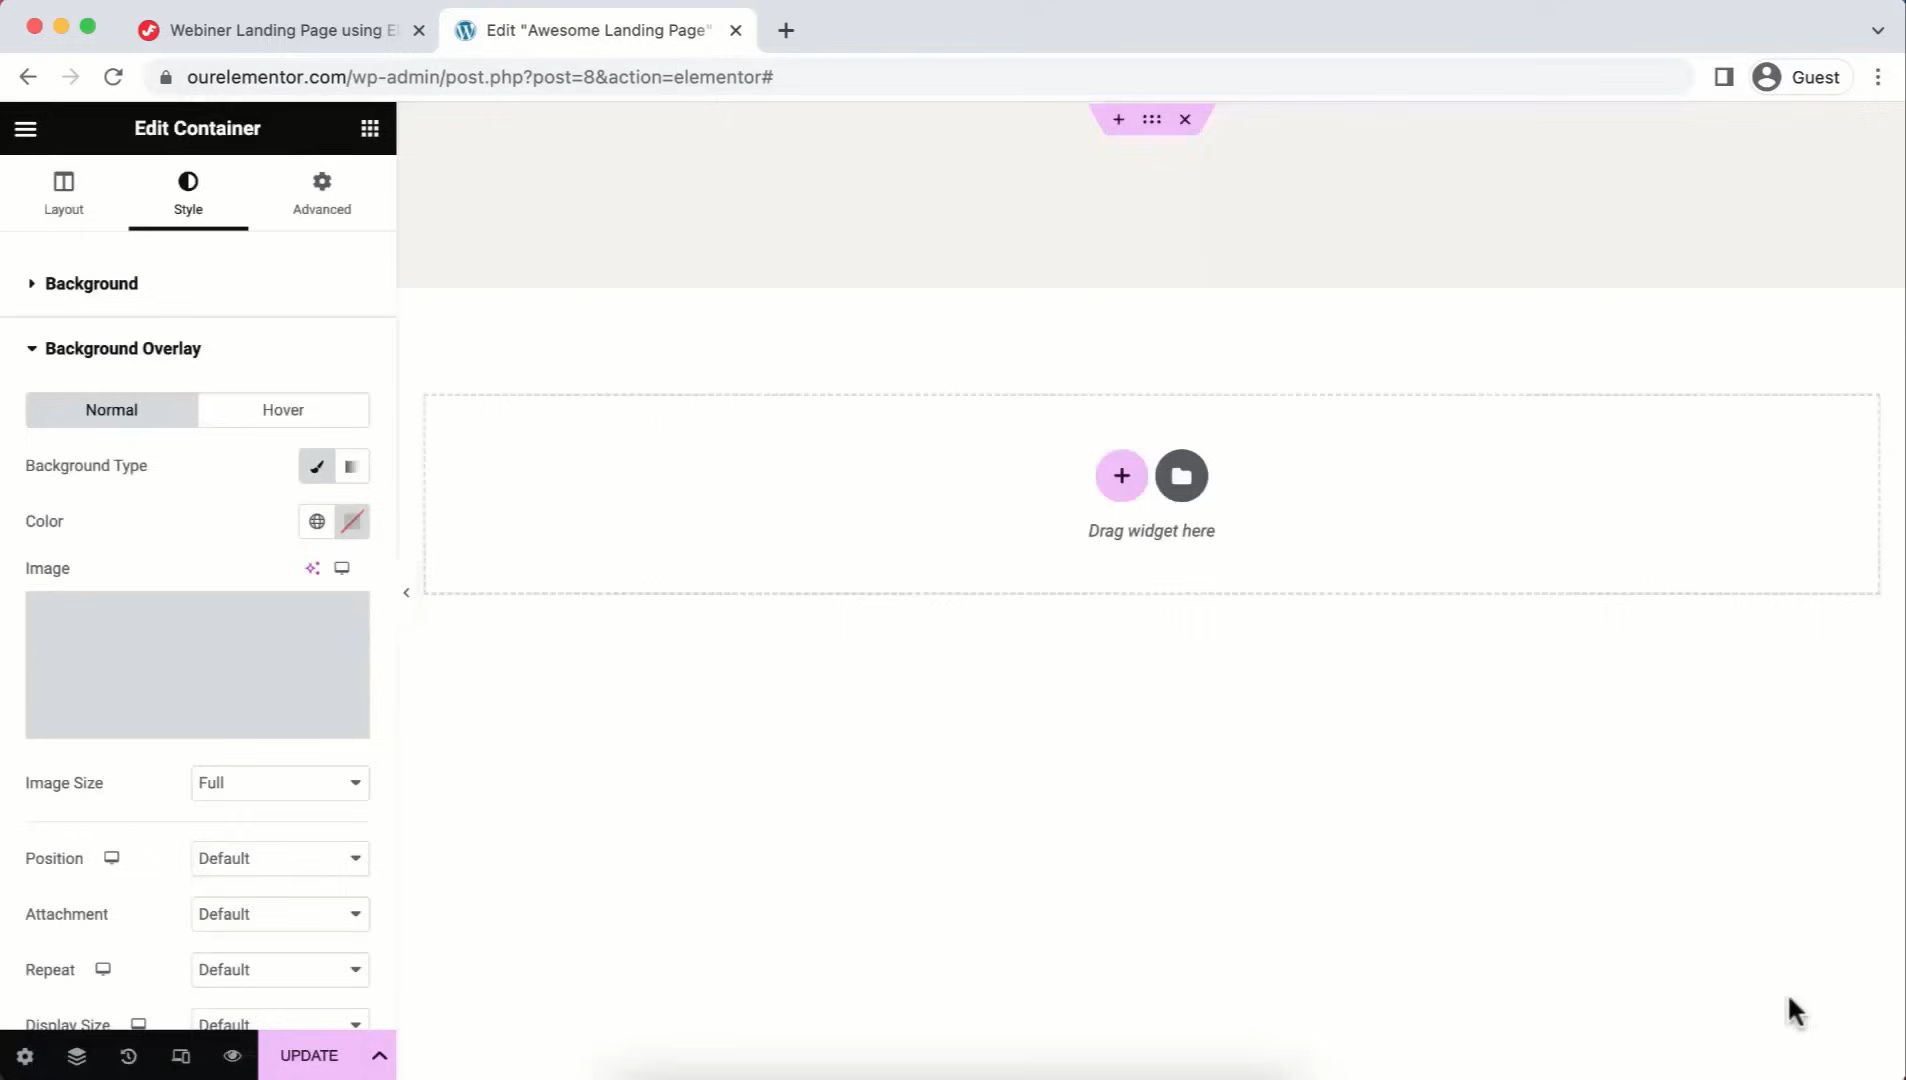 Webiner Landing Page using El
Edit "Awesome Landing Page"
ourelementor.com/wp-admin/post.php?post=8&action=elementor#
Guest
Edit Container
Layout
Style
Advanced
Background
Background Overlay
Normal
Hover
Background Type
Color
Image
Image Size
Full
Position
Default
Attachment
Default
Repeat
Default
Display Size
Default
UPDATE
Drag widget here